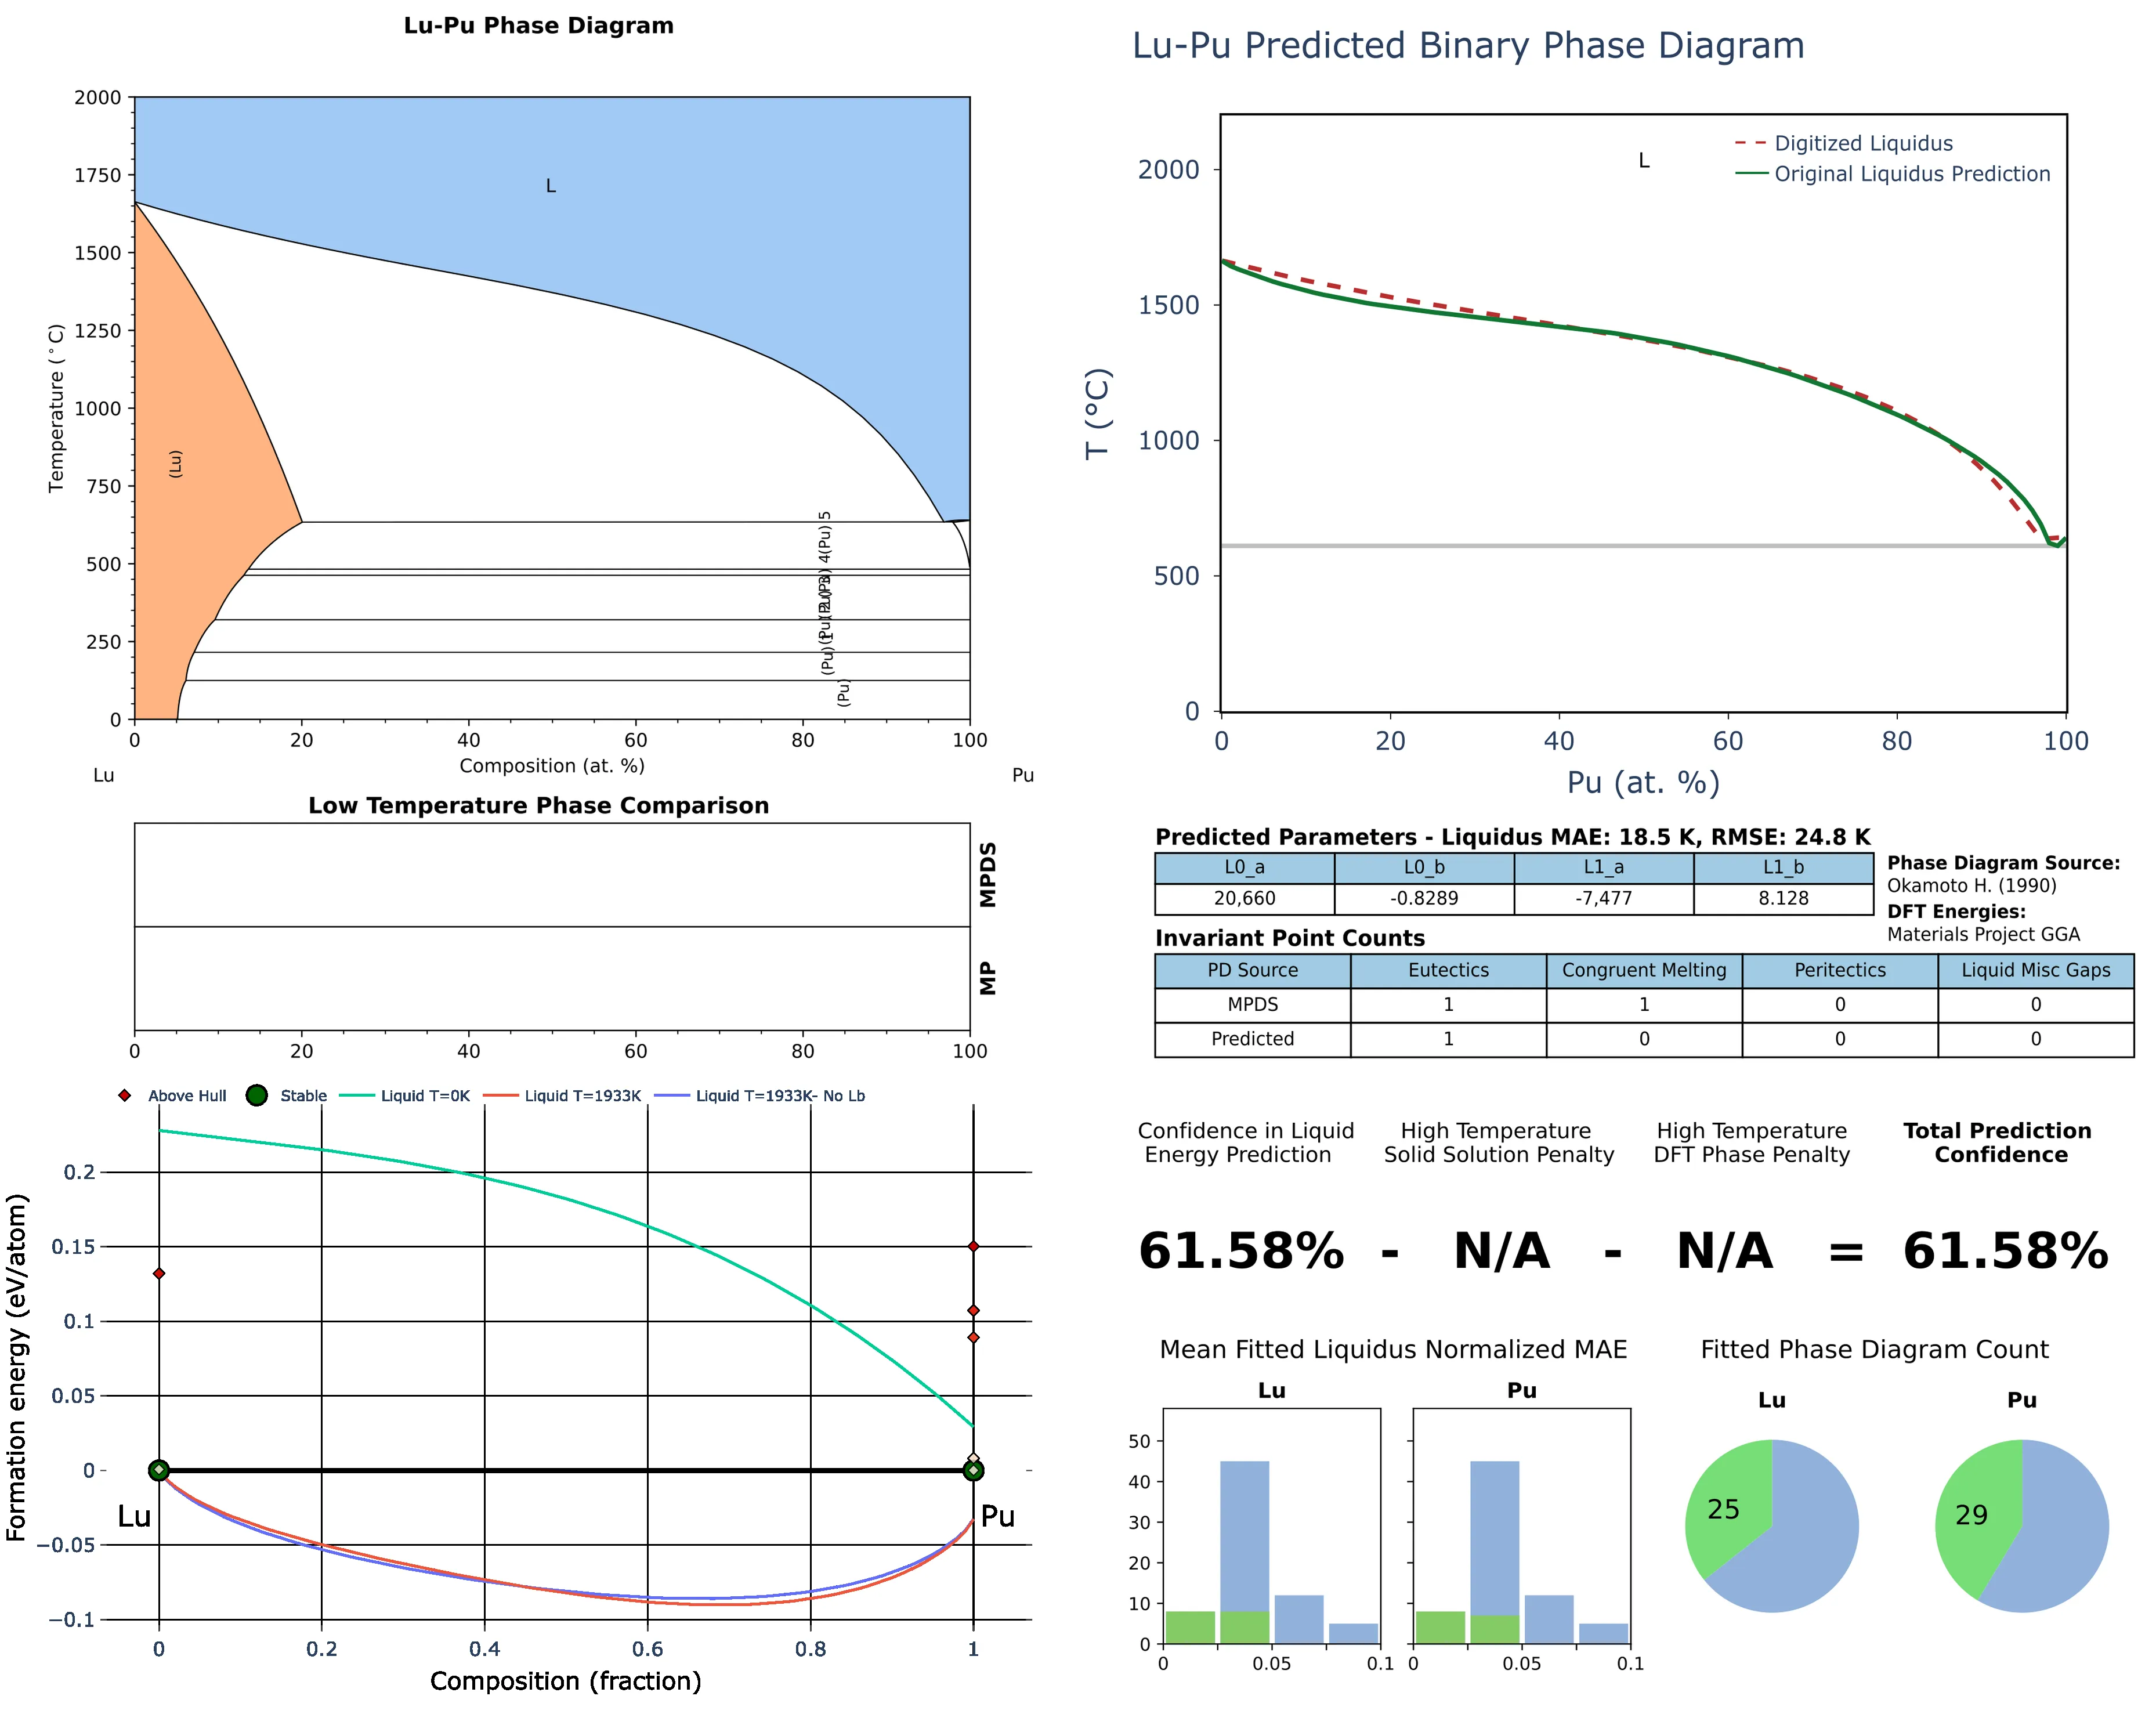 Lu-Pu Phase Diagram
2000
1750
1500
1250
1000
750
500
250
0
Temperature (°C)
L
(Lu)
(Pu) 5
(Pu)
(Pu)
0
20
40
60
80
100
Composition (at. %)
Lu
Pu
Low Temperature Phase Comparison
MPDS
MP
0
20
40
60
80
100
Above Hull
Stable
Liquid T=0K
Liquid T=1933K
Liquid T=1933K- No Lb
0.2
0.15
0.1
0.05
0
−0.05
−0.1
Formation energy (eV/atom)
Lu
Pu
0
0.2
0.4
0.6
0.8
1
Composition (fraction)
Lu-Pu Predicted Binary Phase Diagram
Digitized Liquidus
Original Liquidus Prediction
L
2000
1500
1000
500
0
T (°C)
0
20
40
60
80
100
Pu (at. %)
Predicted Parameters - Liquidus MAE: 18.5 K, RMSE: 24.8 K
L0_a L0_b L1_a L1_b
20,660 -0.8289 -7,477 8.128
Phase Diagram Source:
Okamoto H. (1990)
DFT Energies:
Materials Project GGA
Invariant Point Counts
PD Source Eutectics Congruent Melting Peritectics Liquid Misc Gaps
MPDS 1 1 0 0
Predicted 1 0 0 0
Confidence in Liquid
Energy Prediction
High Temperature
Solid Solution Penalty
High Temperature
DFT Phase Penalty
Total Prediction
Confidence
61.58% - N/A - N/A = 61.58%
Mean Fitted Liquidus Normalized MAE
Lu
Pu
50
40
30
20
10
0
0
0.05
0.1
0
0.05
0.1
Fitted Phase Diagram Count
Lu
Pu
25
29